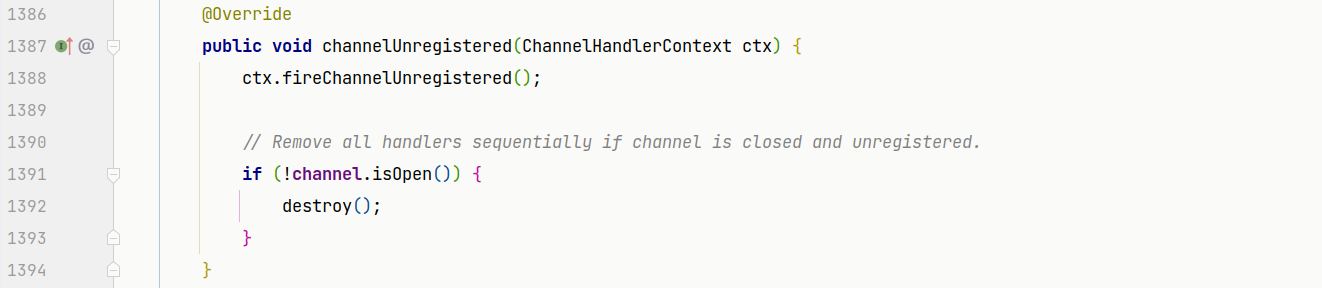 1386 @Override
1387 @ public void channelUnregistered(ChannelHandlerContext ctx) {
1388 ctx.fireChannelUnregistered();
1389
1390 // Remove all handlers sequentially if channel is closed and unregistered.
1391 if (!channel.isOpen()) {
1392 destroy();
1393 }
1394 }